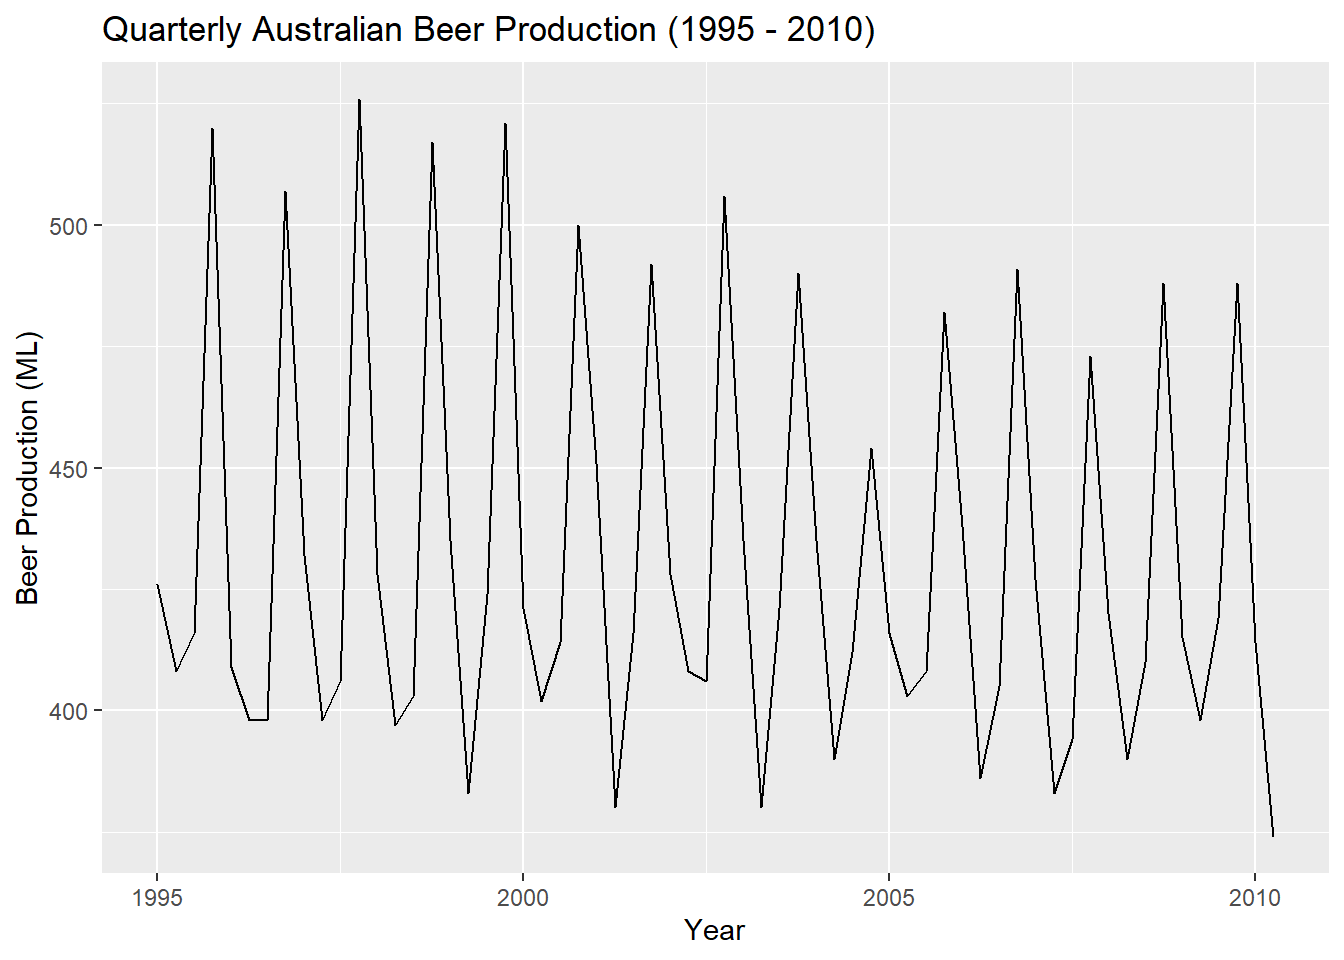 Quarterly Australian Beer Production (1995 - 2010)
Beer Production (ML)
500
450
400
1995 2000 2005 2010
Year